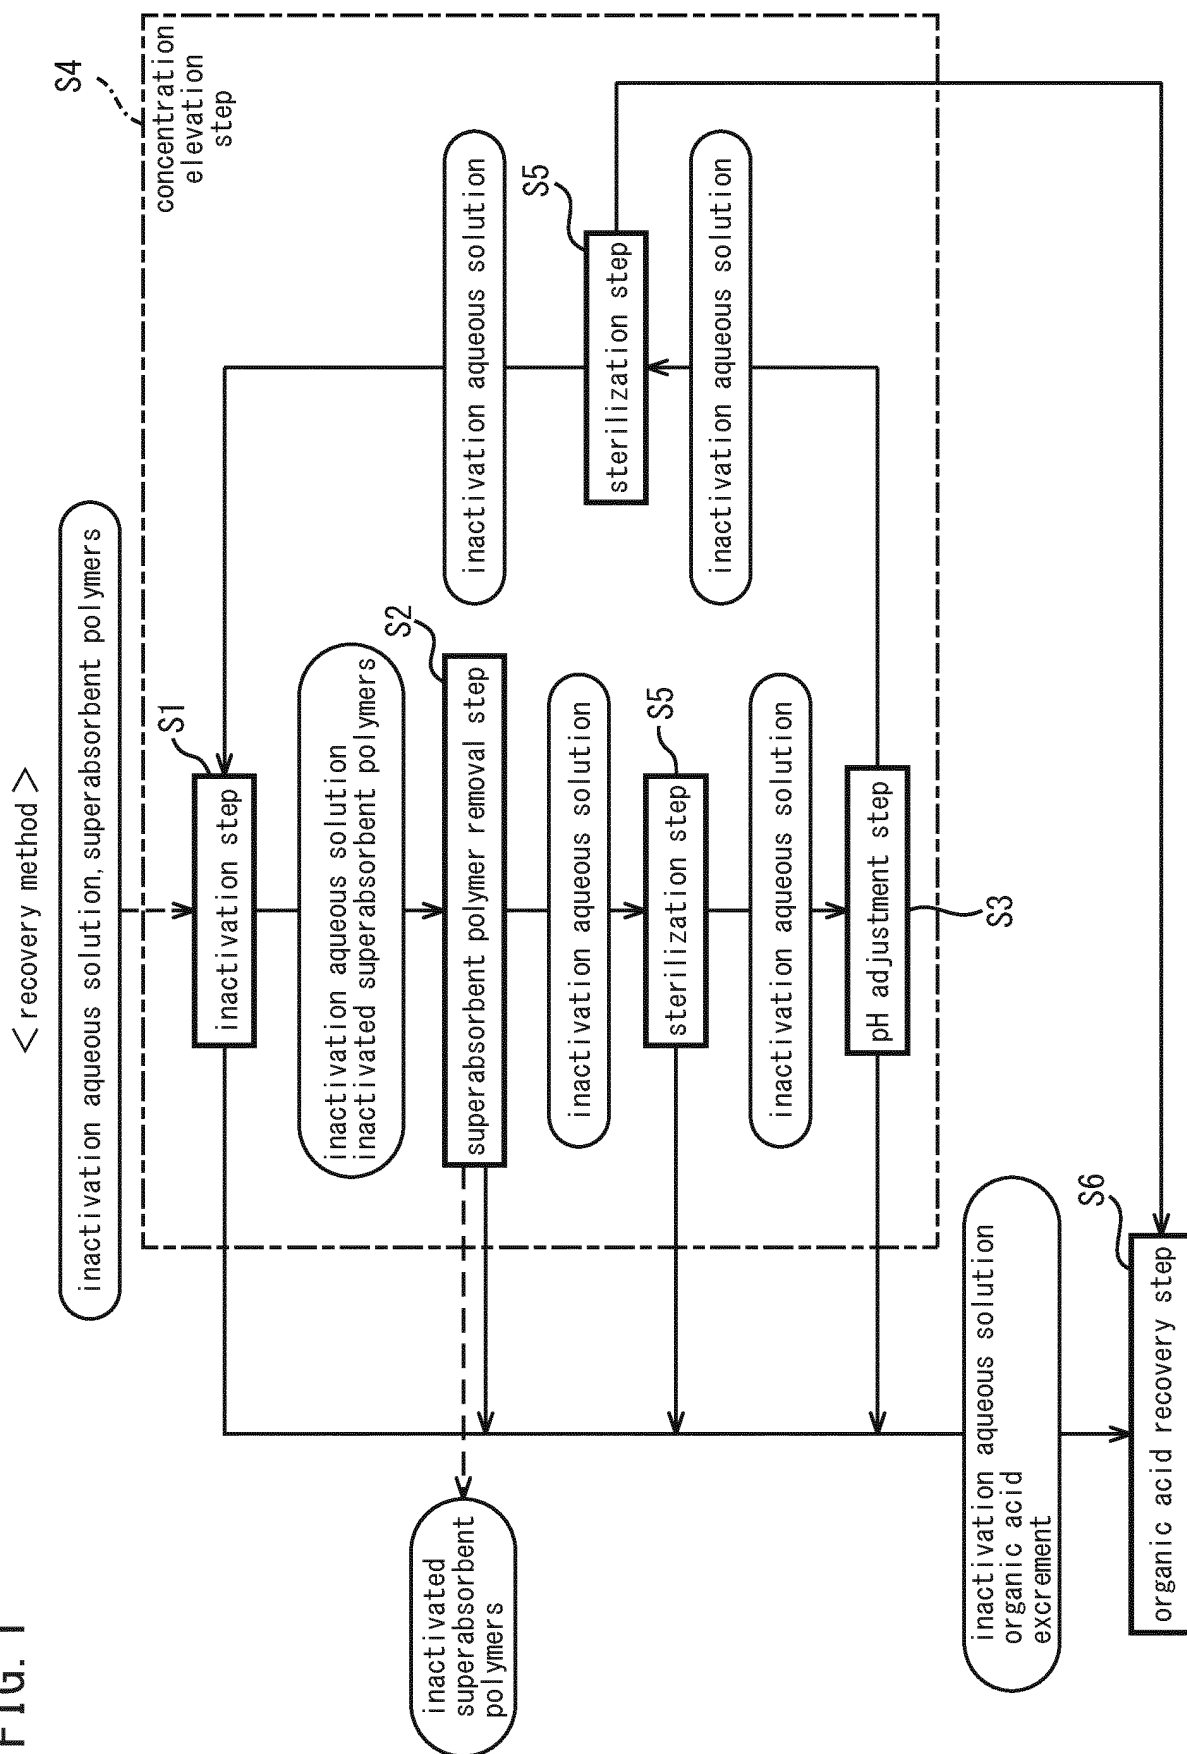 FIG.1
<recovery method>
inactivation aqueous solution, superabsorbent polymers
S4
concentration
elevation
step
S1
inactivation step
inactivation aqueous solution
inactivated superabsorbent polymers
S2
superabsorbent polymer removal step
inactivated
superabsorbent
polymers
inactivation aqueous solution
S5
sterilization step
inactivation aqueous solution
pH adjustment step
S3
inactivation aqueous solution
S5
sterilization step
inactivation aqueous solution
inactivation aqueous solution
organic acid
excrement
S6
organic acid recovery step